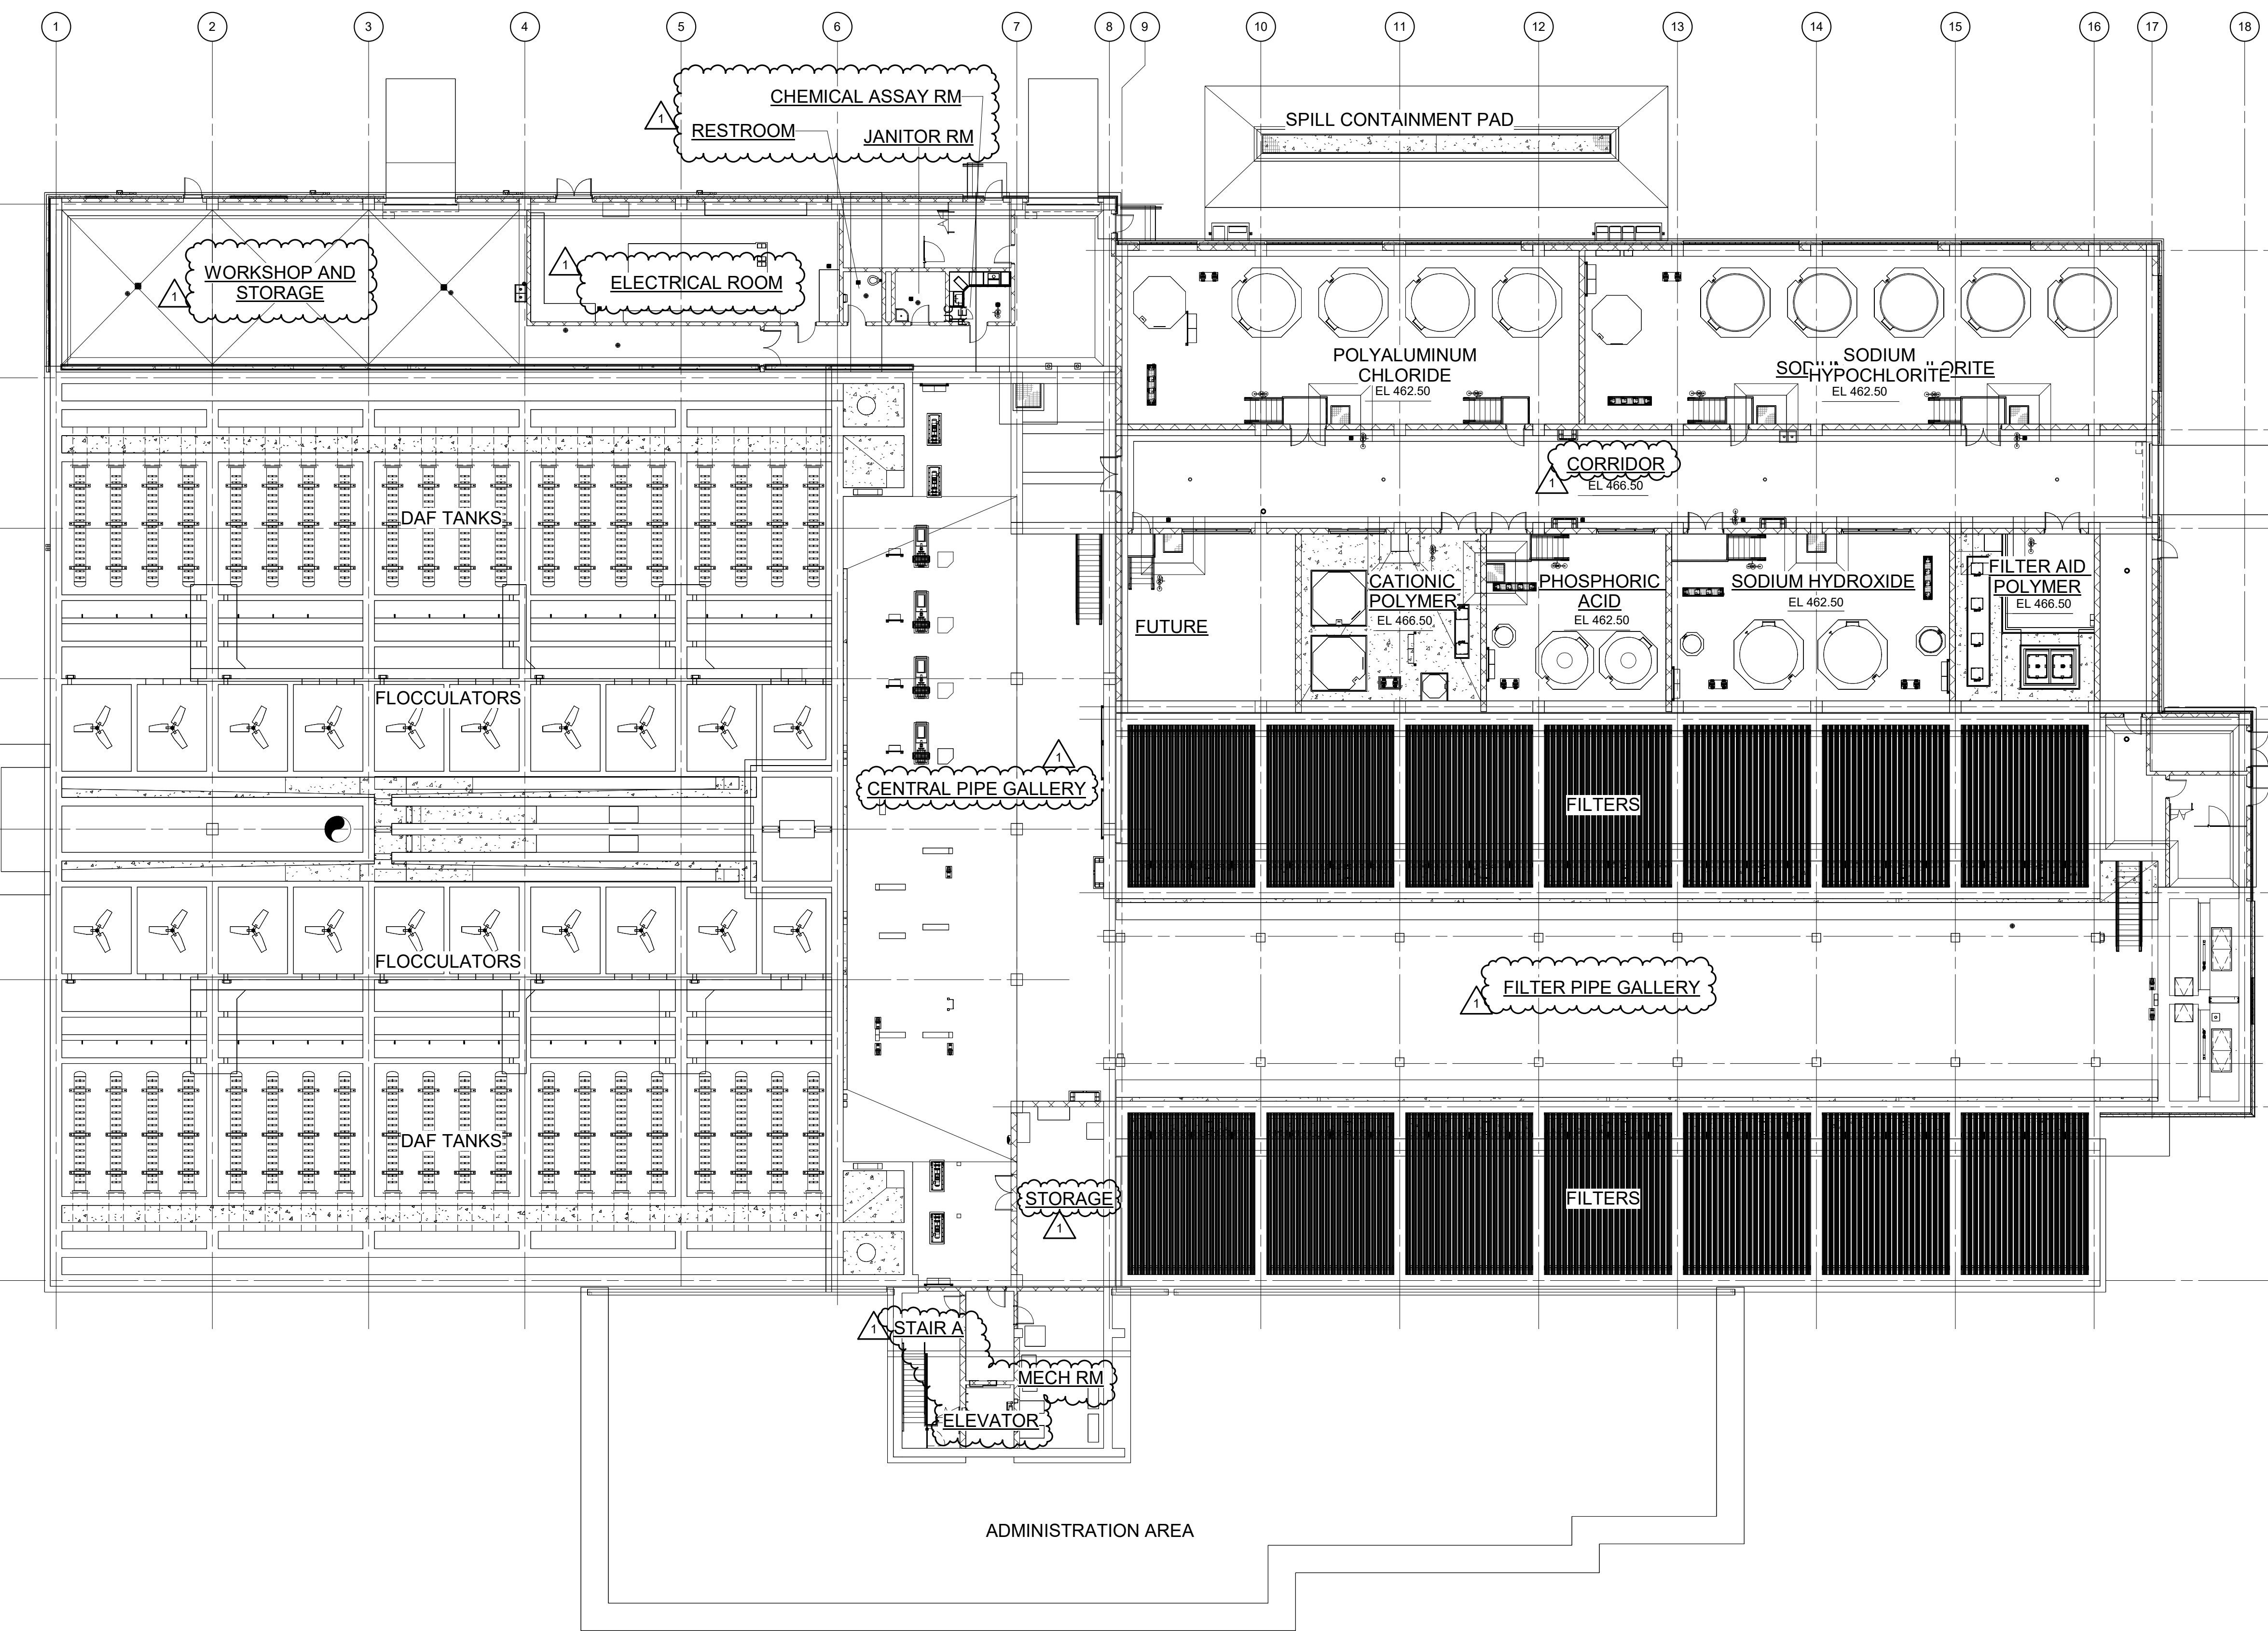 1 2 3 4 5 6 7 8 9 10 11 12 13 14 15 16 17 18
CHEMICAL ASSAY RM
1
RESTROOM
JANITOR RM
SPILL CONTAINMENT PAD
WORKSHOP AND
STORAGE
1
1
ELECTRICAL ROOM
POLYALUMINUM
CHLORIDE
EL 462.50
SODIUM
HYPOCHLORITE
EL 462.50
CORRIDOR
1
EL 466.50
DAF TANKS
FUTURE
CATIONIC
POLYMER
EL 466.50
PHOSPHORIC
ACID
EL 462.50
SODIUM HYDROXIDE
EL 462.50
FILTER AID
POLYMER
EL 466.50
FLOCCULATORS
1
CENTRAL PIPE GALLERY
FILTERS
FLOCCULATORS
1
FILTER PIPE GALLERY
DAF TANKS
STORAGE
1
FILTERS
1
STAIR A
MECH RM
ELEVATOR
ADMINISTRATION AREA